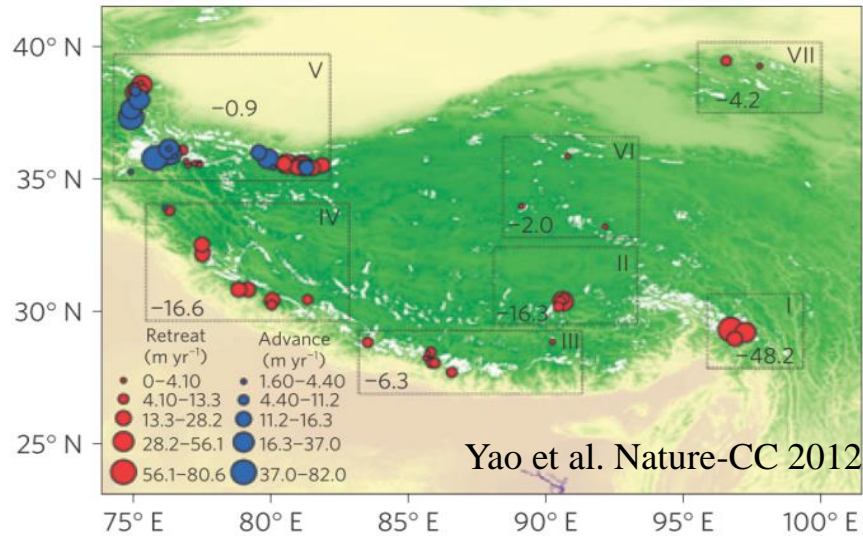 40° N
35° N
30° N
25° N
75° E
80° E
85° E
90° E
95° E
100° E
V
−0.9
VII
−4.2
VI
−2.0
IV
−16.6
II
−16.3
I
−48.2
III
−6.3
Retreat
(m yr⁻¹)
0−4.10
4.10−13.3
13.3−28.2
28.2−56.1
56.1−80.6
Advance
(m yr⁻¹)
1.60−4.40
4.40−11.2
11.2−16.3
16.3−37.0
37.0−82.0
Yao et al. Nature-CC 2012